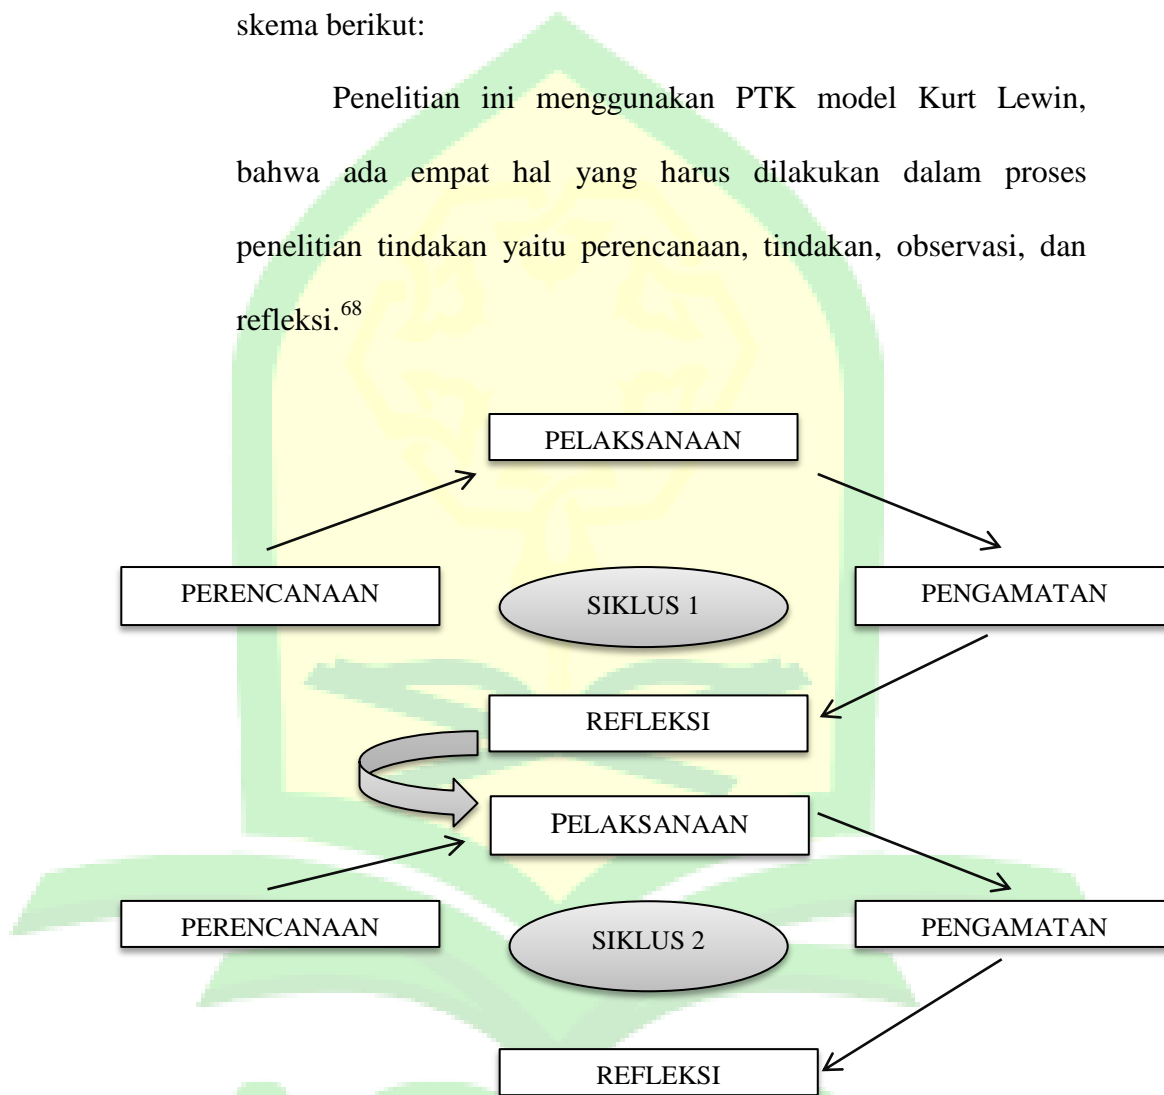 skema berikut:
Penelitian ini menggunakan PTK model Kurt Lewin,
bahwa ada empat hal yang harus dilakukan dalam proses
penelitian tindakan yaitu perencanaan, tindakan, observasi, dan
refleksi.68
PELAKSANAAN
PERENCANAAN
SIKLUS 1
PENGAMATAN
REFLEKSI
PELAKSANAAN
PERENCANAAN
SIKLUS 2
PENGAMATAN
REFLEKSI